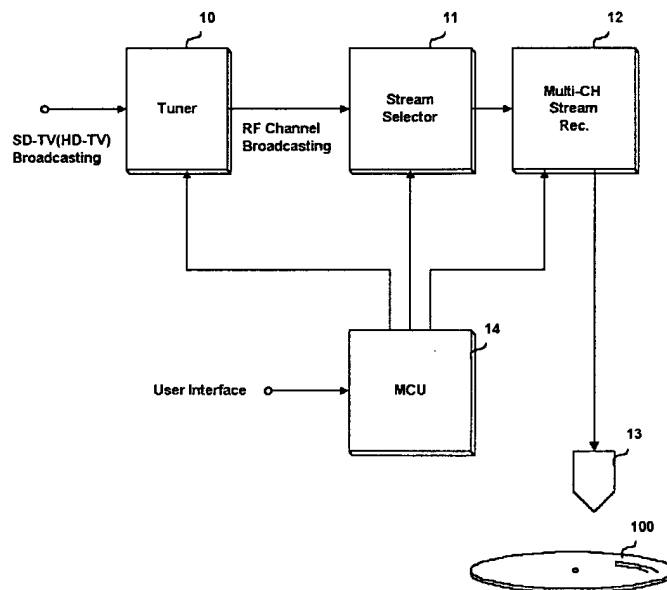 10
11
12
Tuner
Stream
Selector
Multi-CH
Stream
Rec.
SD-TV(HD-TV)
Broadcasting
RF Channel
Broadcasting
14
User Interface
MCU
13
100